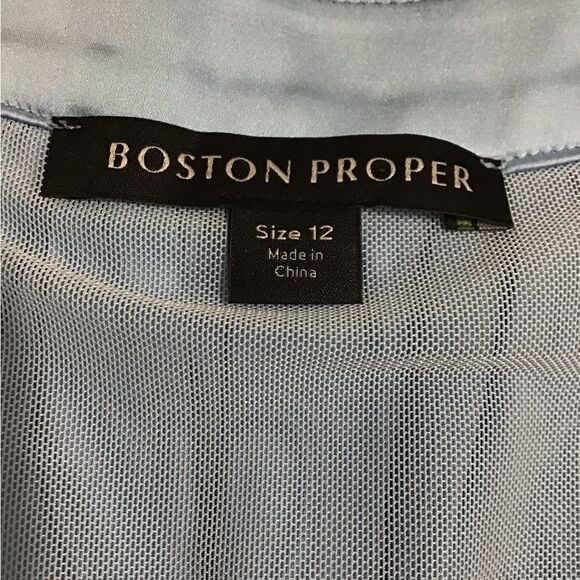 BOSTON PROPER
Size 12
Made in
China